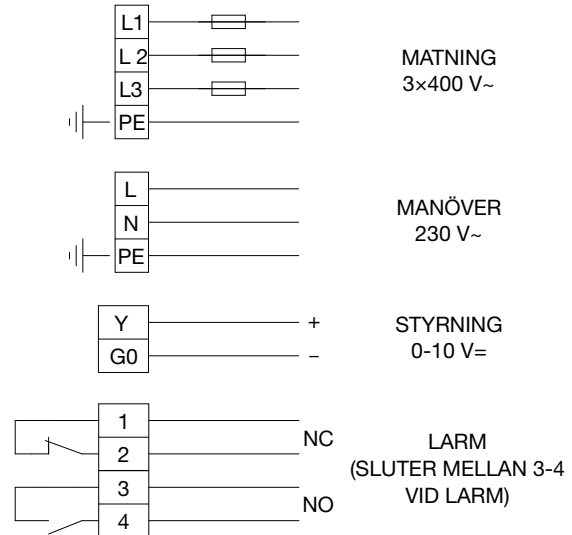 L1
L 2
L3
PE
MATNING
3×400 V~
L
N
PE
MANÖVER
230 V~
Y
+
G0
–
STYRNING
0-10 V=
1
2
NC
3
4
NO
LARM
(SLUTER MELLAN 3-4
VID LARM)